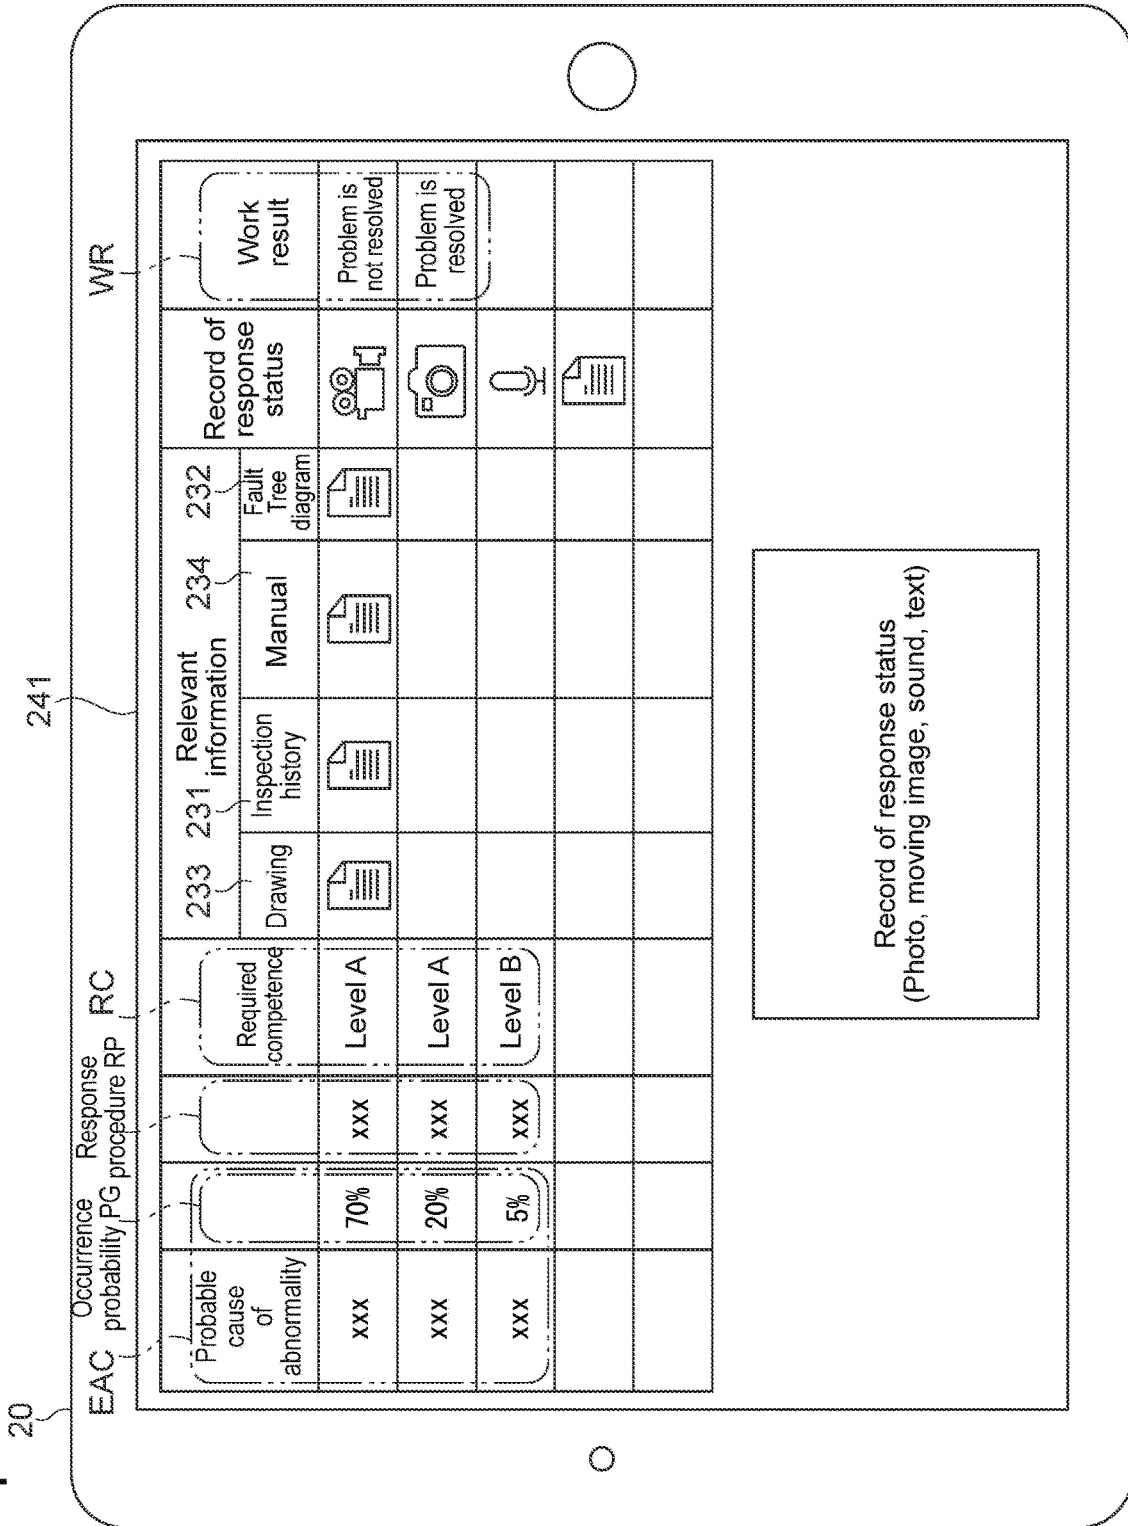 20
241
EAC
Occurrence
probability PG
Response
procedure RP
RC
WR
Probable
cause
of
abnormality
Required
competence
Relevant
information
233
231
234
232
Drawing
Inspection
history
Manual
Fault
Tree
diagram
Record of
response
status
Work
result
xxx
70%
xxx
Level A
Problem is
not resolved
xxx
20%
xxx
Level A
Problem is
resolved
xxx
5%
xxx
Level B
Record of response status
(Photo, moving image, sound, text)